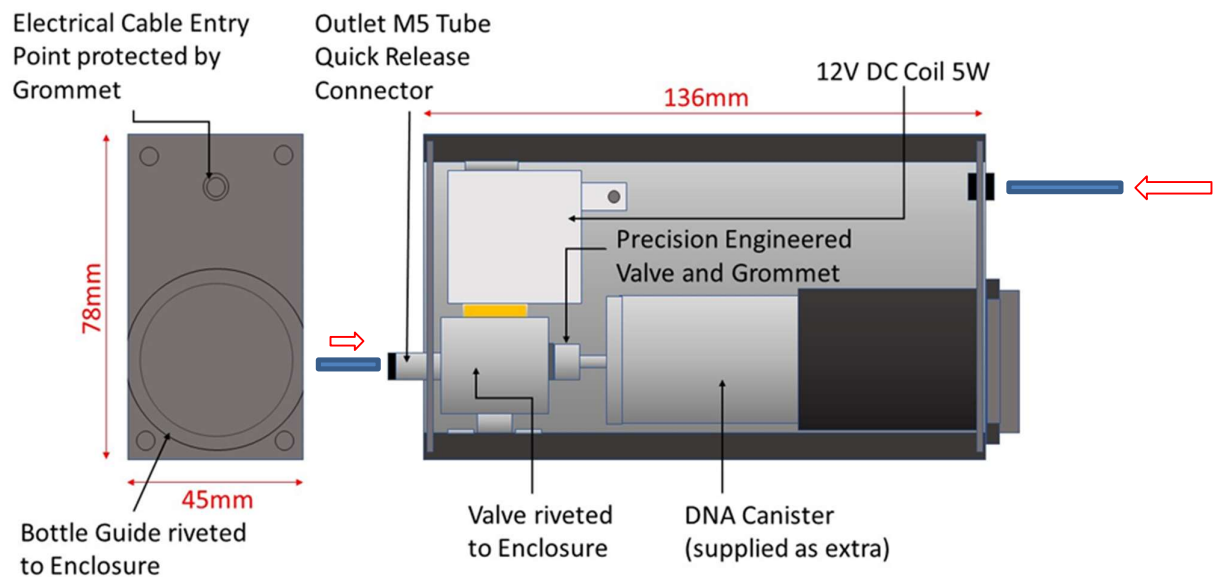 Electrical Cable Entry
Point protected by
Grommet
Outlet M5 Tube
Quick Release
Connector
12V DC Coil 5W
136mm
Precision Engineered
Valve and Grommet
78mm
45mm
Bottle Guide riveted
to Enclosure
Valve riveted
to Enclosure
DNA Canister
(supplied as extra)